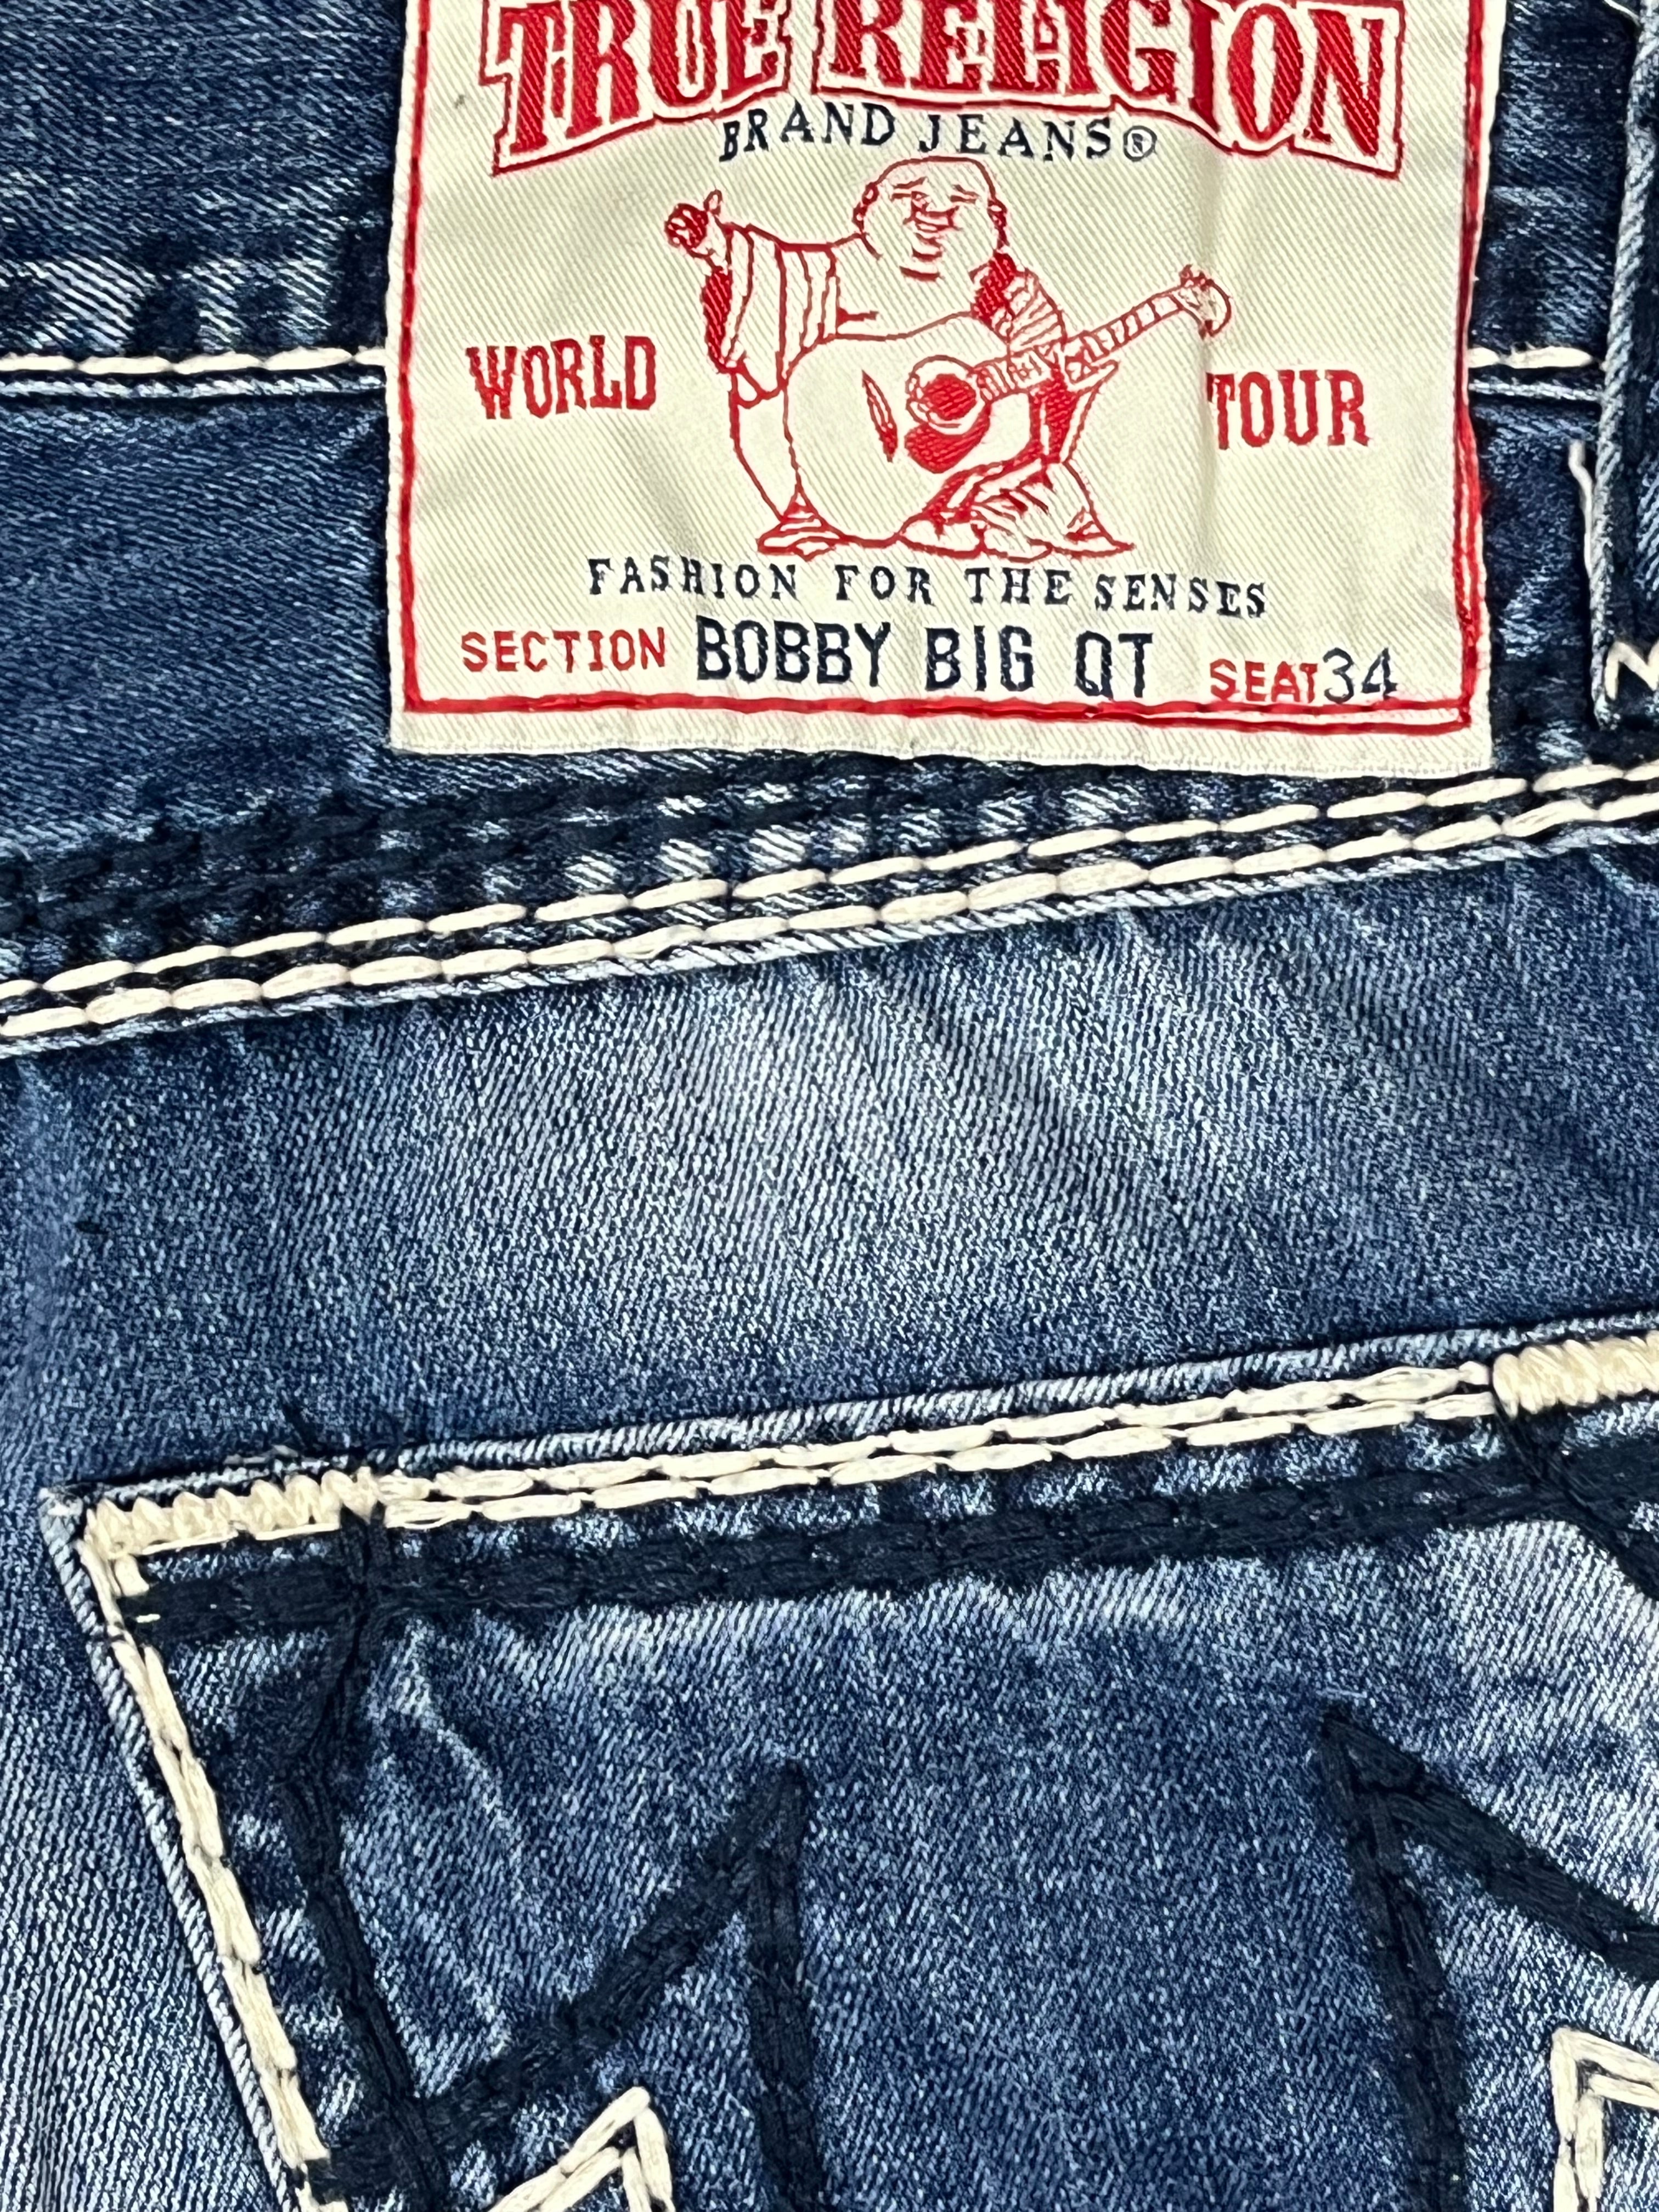 TRUE RELIGION
BRAND JEANS®
WORLD TOUR
FASHION FOR THE SENSES
SECTION BOBBY BIG QT SEAT34